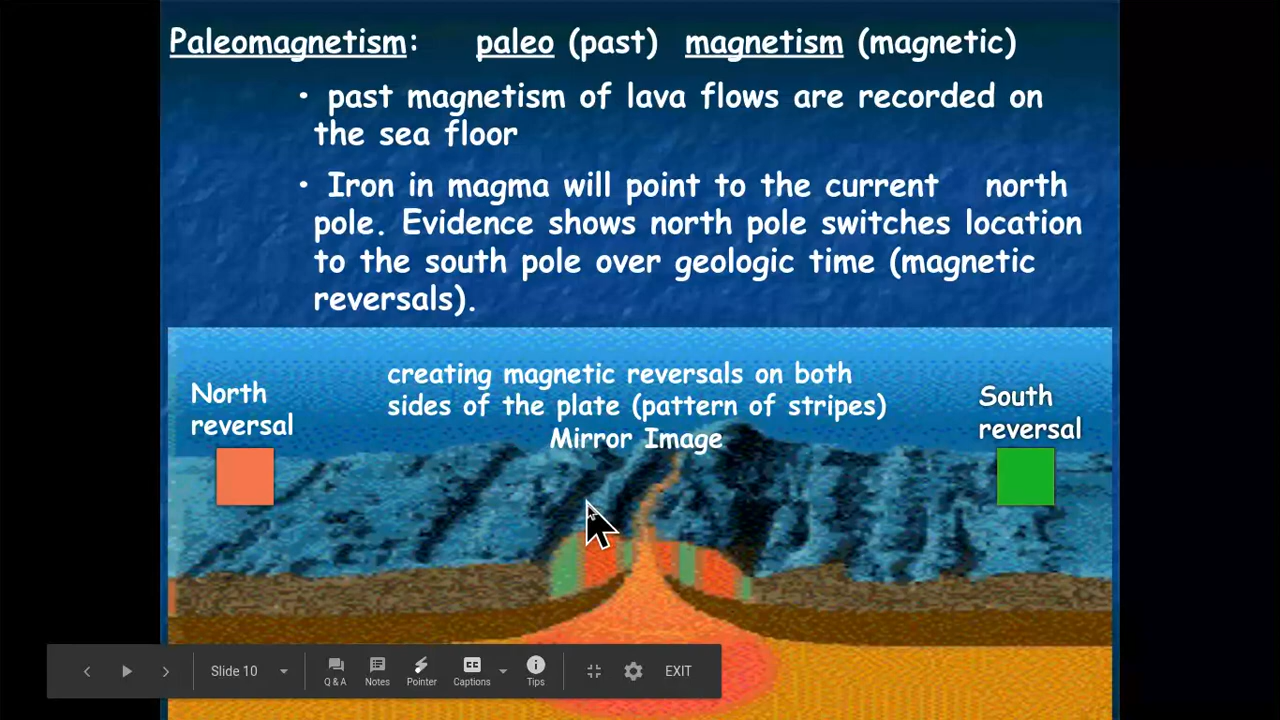 Paleomagnetism: paleo (past) magnetism (magnetic)
• past magnetism of lava flows are recorded on
the sea floor
• Iron in magma will point to the current north
pole. Evidence shows north pole switches location
to the south pole over geologic time (magnetic
reversals).
creating magnetic reversals on both
sides of the plate (pattern of stripes)
Mirror Image
North
reversal
South
reversal
Slide 10
Q & A
Notes
Pointer
CC
Captions
Tips
EXIT